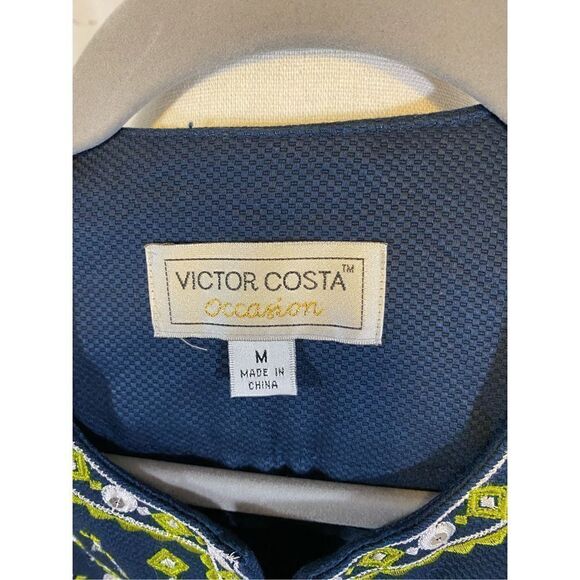 VICTOR COSTA™
Occasion
M
MADE IN
CHINA